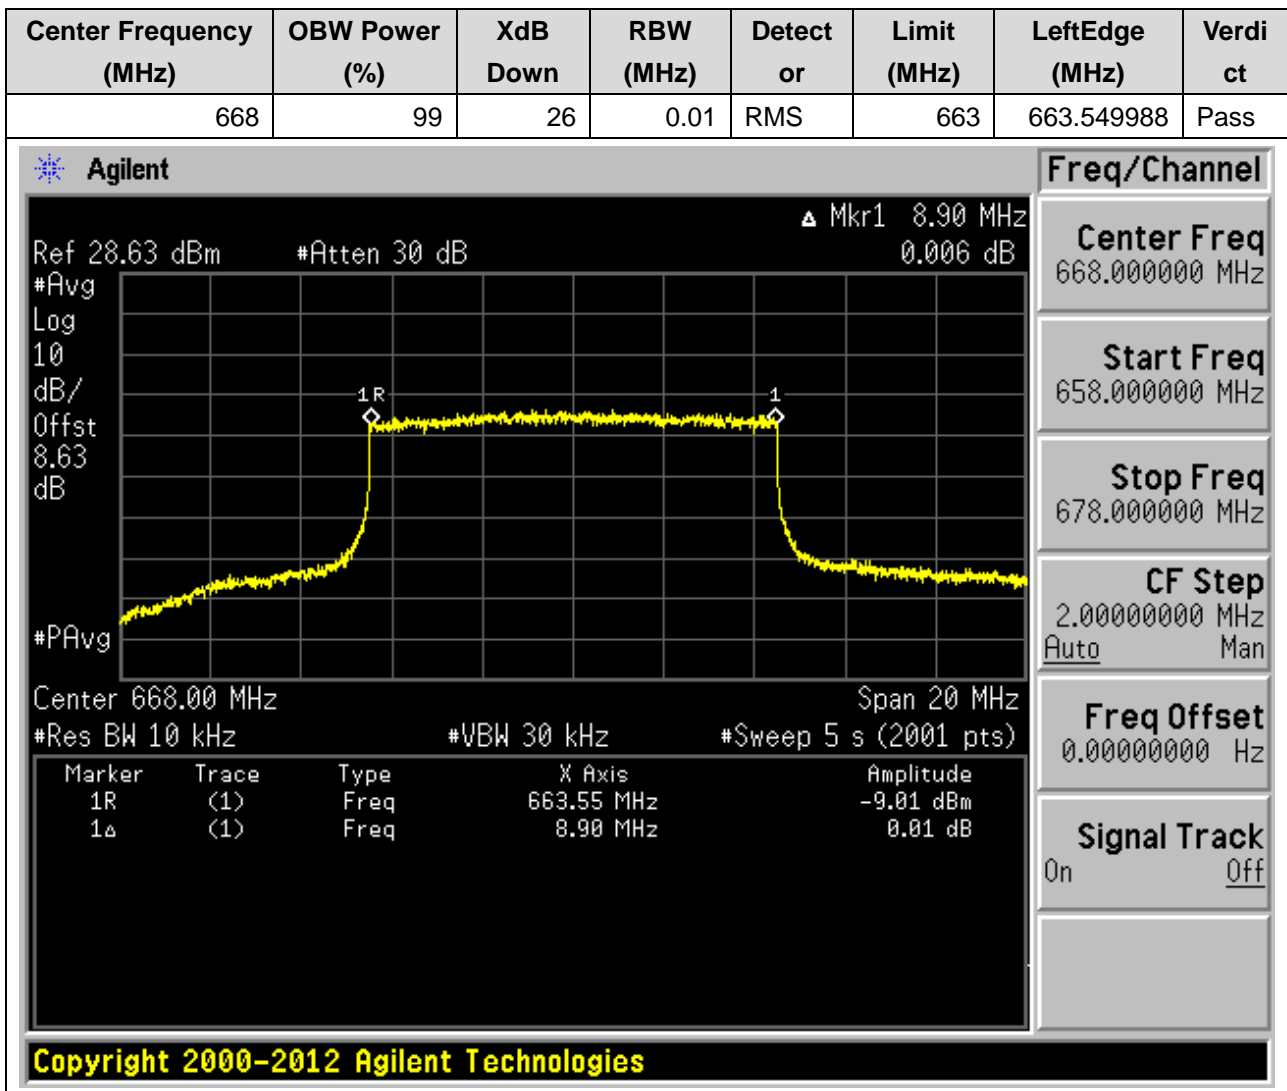 Center Frequency OBW Power XdB RBW Detect Limit LeftEdge Verdi
(MHz) (%) Down (MHz) or (MHz) (MHz) ct
668 99 26 0.01 RMS 663 663.549988 Pass
Agilent Freq/Channel
Δ Mkr1 8.90 MHz
Ref 28.63 dBm #Atten 30 dB 0.006 dB
#Avg
Log
10
dB/
Offst
8.63
dB
1R 1
#PAvg
Center 668.00 MHz Span 20 MHz
#Res BW 10 kHz #VBW 30 kHz #Sweep 5 s (2001 pts)
Marker Trace Type X Axis Amplitude
1R (1) Freq 663.55 MHz -9.01 dBm
1Δ (1) Freq 8.90 MHz 0.01 dB
Center Freq
668.000000 MHz
Start Freq
658.000000 MHz
Stop Freq
678.000000 MHz
CF Step
2.00000000 MHz
Auto Man
Freq Offset
0.00000000 Hz
Signal Track
On Off
Copyright 2000-2012 Agilent Technologies